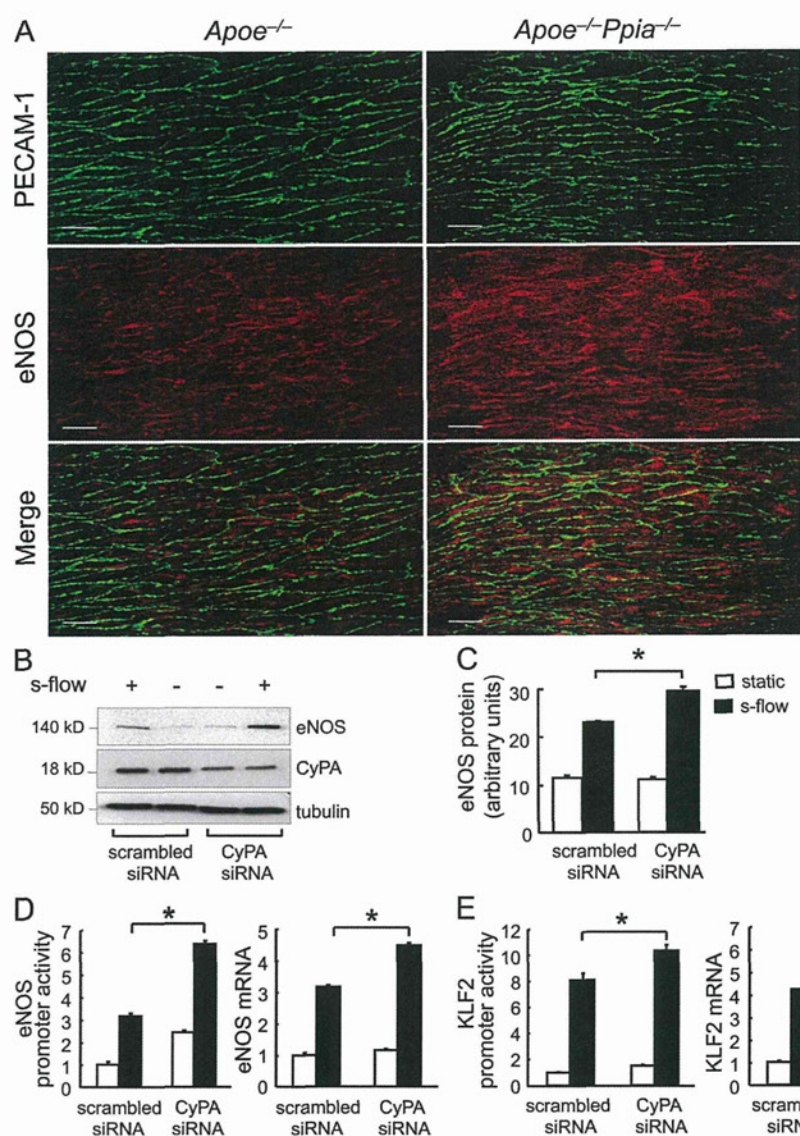 A
Apoe–/–
Apoe–/–Ppia–/–
PECAM-1
eNOS
Merge
B
s-flow + - - +
140 kD
eNOS
18 kD
CyPA
50 kD
tubulin
scrambled
siRNA
CyPA
siRNA
C
eNOS protein
(arbitrary units)
30
20
10
0
*
static
s-flow
scrambled
siRNA
CyPA
siRNA
D
eNOS
promoter activity
7
6
5
4
3
2
1
0
*
scrambled
siRNA
CyPA
siRNA
eNOS mRNA
5
4
3
2
1
0
*
scrambled
siRNA
CyPA
siRNA
E
KLF2
promoter activity
12
10
8
6
4
2
0
*
scrambled
siRNA
CyPA
siRNA
KLF2 mRNA
7
6
5
4
3
2
1
0